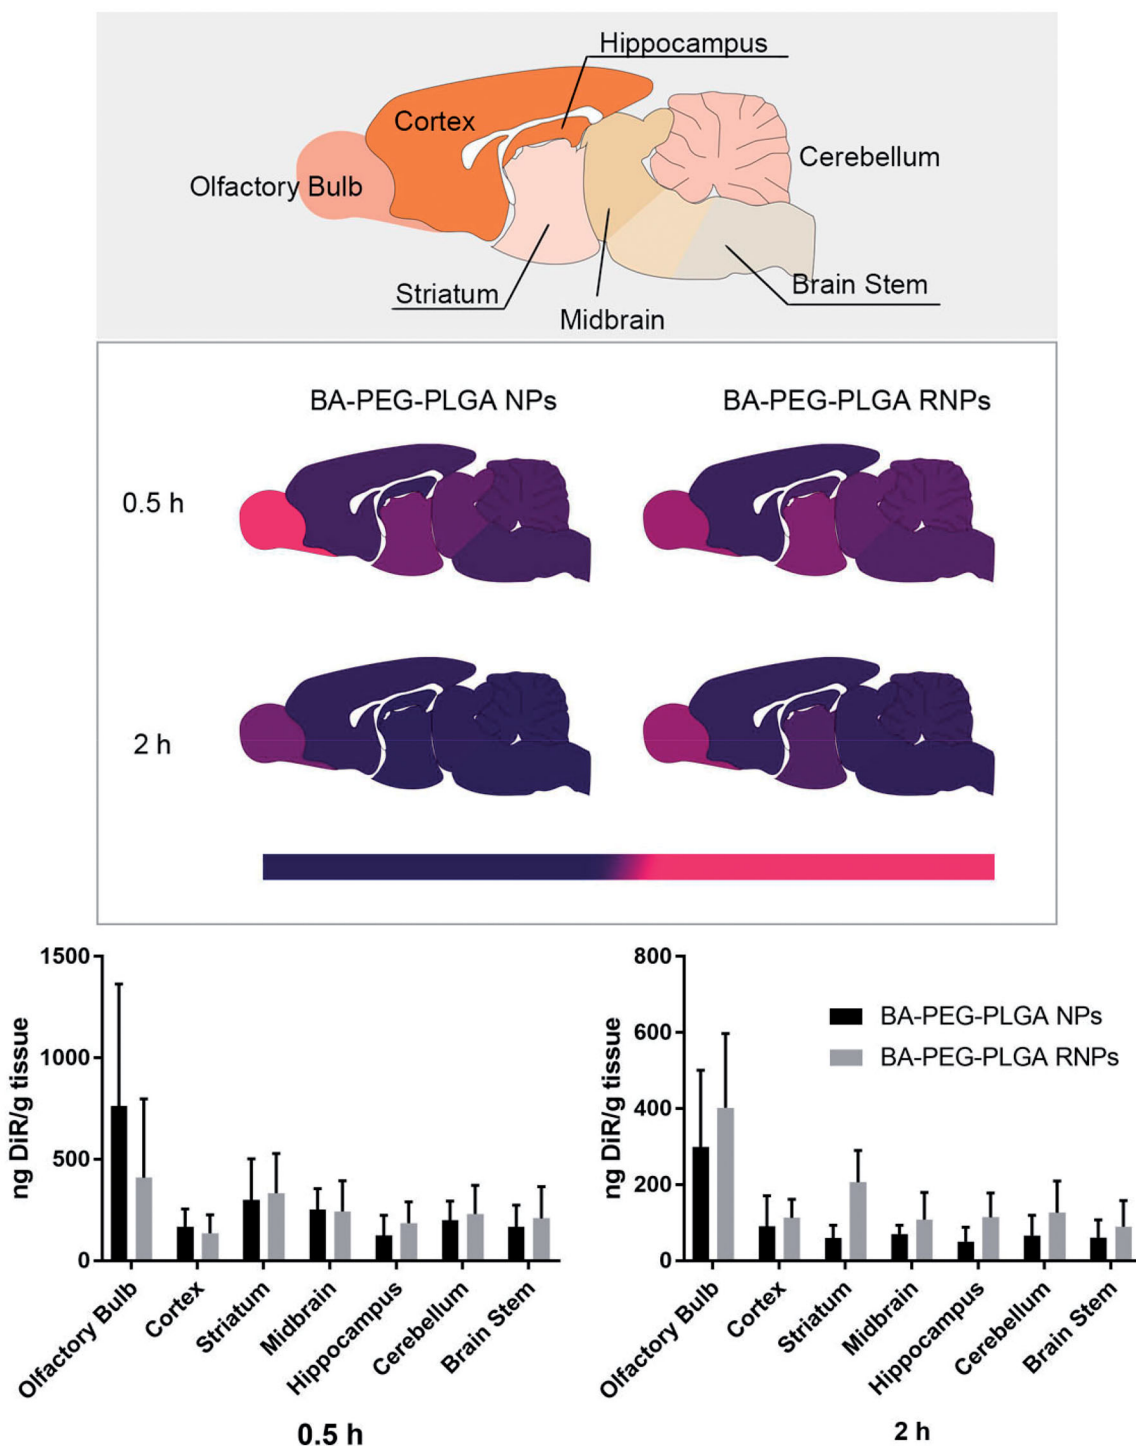 Hippocampus
Cortex
Cerebellum
Olfactory Bulb
Striatum
Brain Stem
Midbrain
BA-PEG-PLGA NPs
BA-PEG-PLGA RNPs
0.5 h
2 h
ng DiR/g tissue
1500
1000
500
0
Olfactory Bulb
Cortex
Striatum
Midbrain
Hippocampus
Cerebellum
Brain Stem
0.5 h
ng DiR/g tissue
800
600
400
200
0
BA-PEG-PLGA NPs
BA-PEG-PLGA RNPs
Olfactory Bulb
Cortex
Striatum
Midbrain
Hippocampus
Cerebellum
Brain Stem
2 h